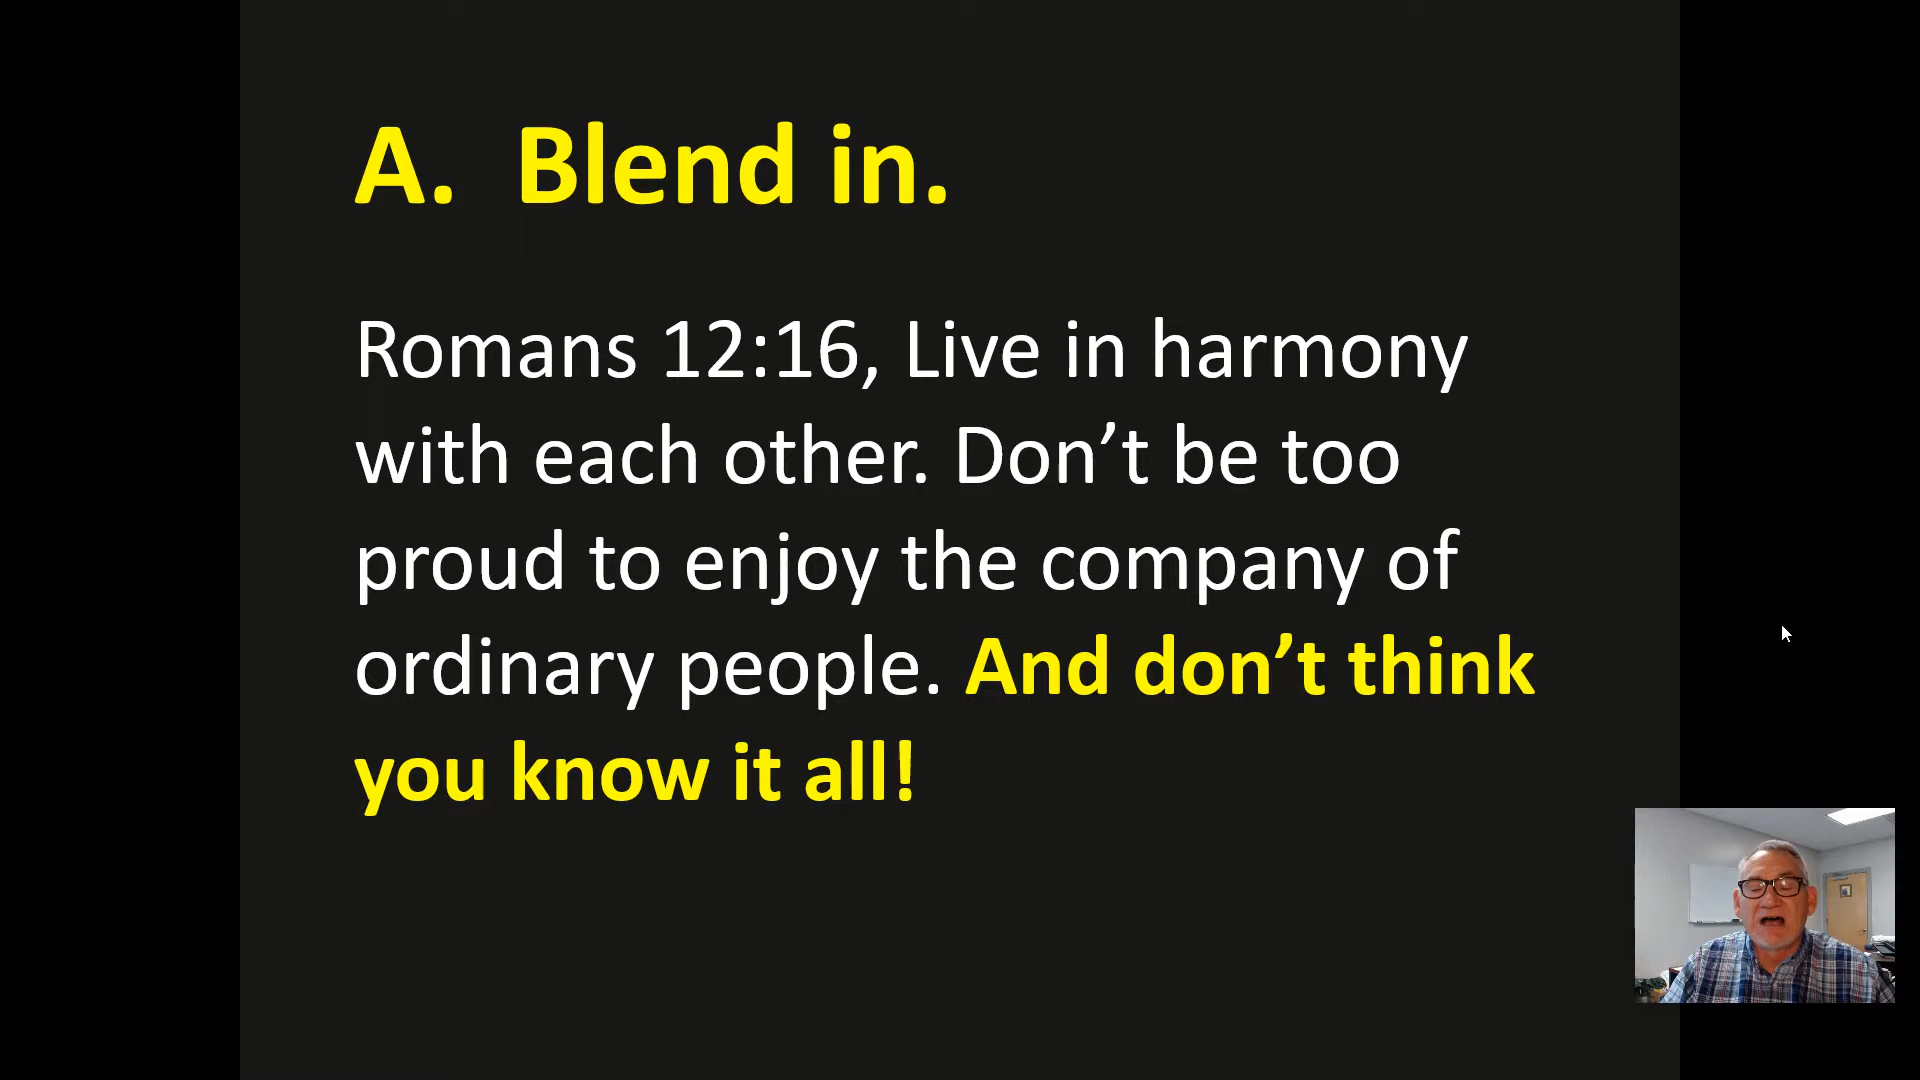 A.  Blend in.
Romans 12:16, Live in harmony
with each other. Don’t be too
proud to enjoy the company of
ordinary people. And don’t think
you know it all!